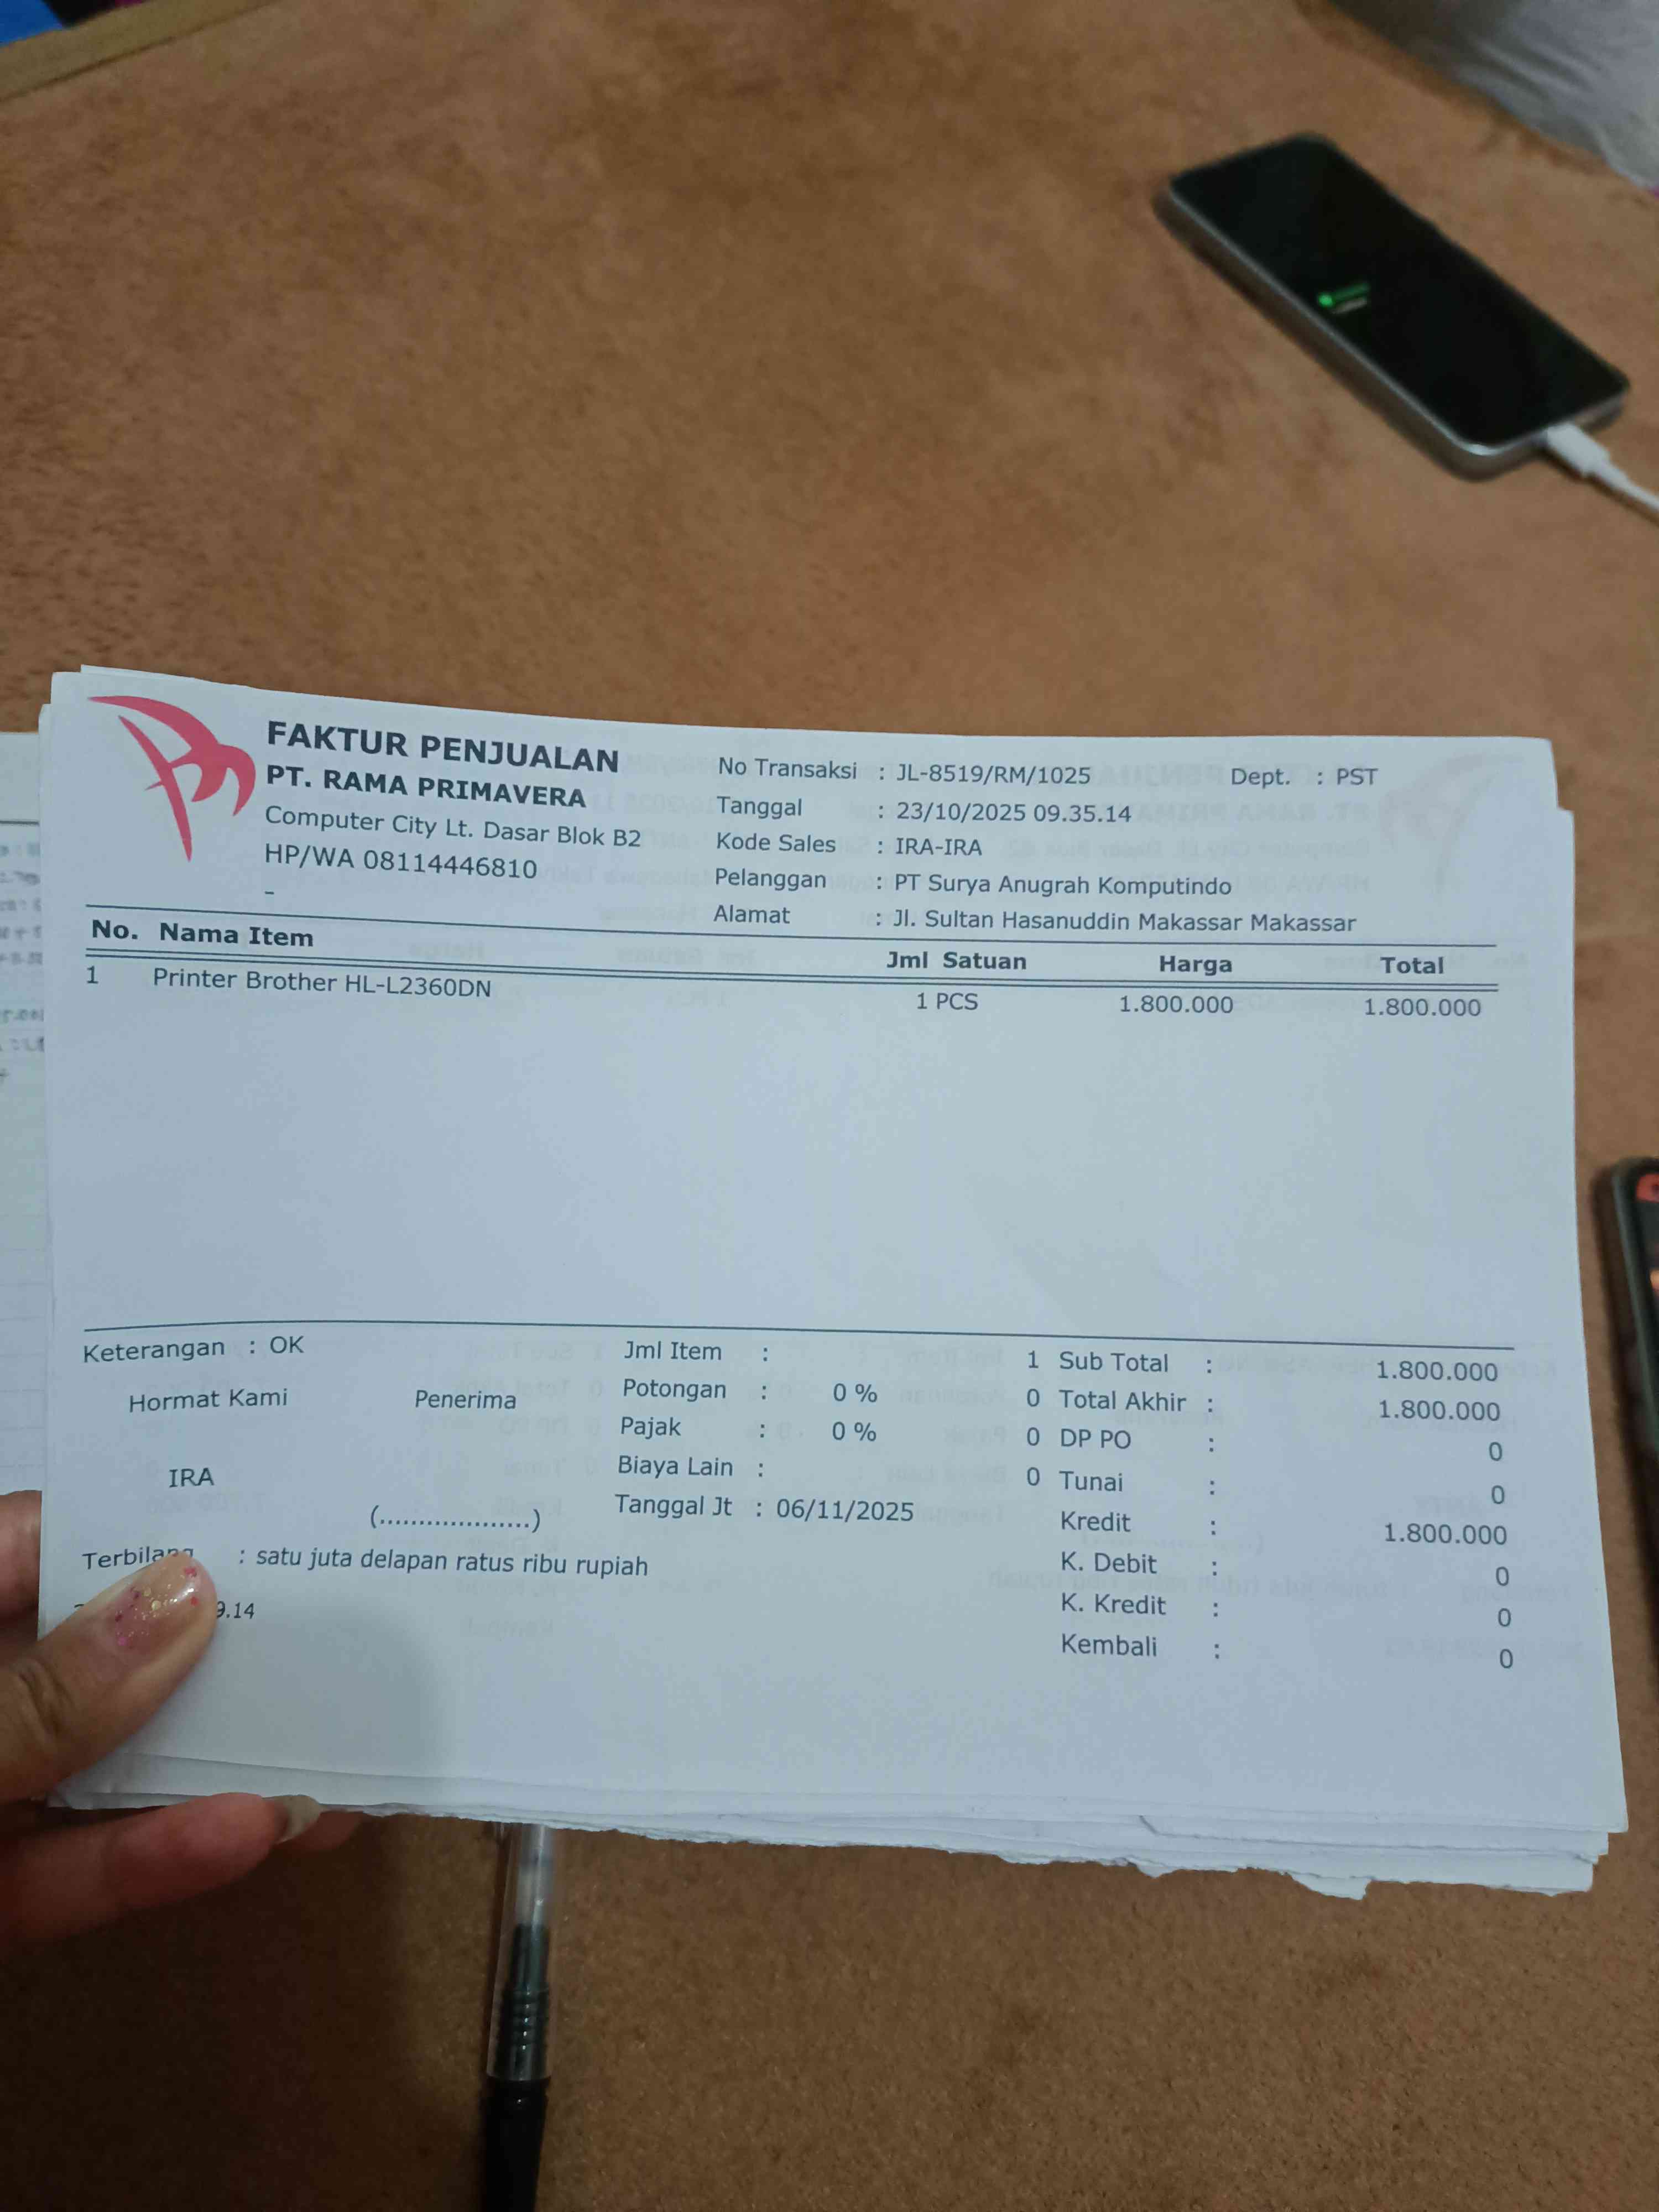 FAKTUR PENJUALAN
PT. RAMA PRIMAVERA
Computer City Lt. Dasar Blok B2
HP/WA 08114446810
-
No Transaksi : JL-8519/RM/1025 Dept. : PST
Tanggal : 23/10/2025 09.35.14
Kode Sales : IRA-IRA
Pelanggan : PT Surya Anugrah Komputindo
Alamat : Jl. Sultan Hasanuddin Makassar Makassar
No. Nama Item Jml Satuan Harga Total
1 Printer Brother HL-L2360DN 1 PCS 1.800.000 1.800.000
Keterangan : OK
Hormat Kami Penerima
IRA
(...................)
Jml Item : 1
Potongan : 0 % 0
Pajak : 0 % 0
Biaya Lain : 0
Tanggal Jt : 06/11/2025
Sub Total : 1.800.000
Total Akhir : 1.800.000
DP PO : 0
Tunai : 0
Kredit : 1.800.000
K. Debit : 0
K. Kredit : 0
Kembali : 0
Terbilang : satu juta delapan ratus ribu rupiah
9.14